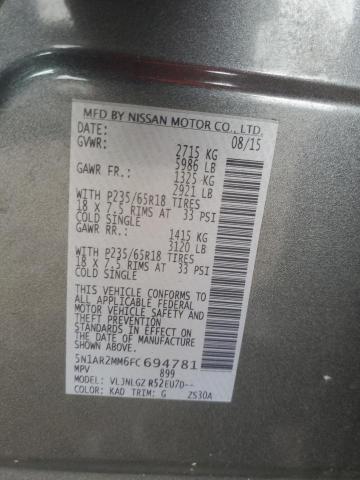 MFD BY NISSAN MOTOR CO., LTD.
DATE: 08/15
GVWR: 2715 KG
5986 LB
GAWR FR.: 1325 KG
2921 LB
WITH P235/65R18 TIRES
18 X 7.5 RIMS AT 33 PSI
COLD SINGLE
GAWR RR.: 1415 KG
3120 LB
WITH P235/65R18 TIRES
18 X 7.5 RIMS AT 33 PSI
COLD SINGLE
THIS VEHICLE CONFORMS TO
ALL APPLICABLE FEDERAL
MOTOR VEHICLE SAFETY AND
THEFT PREVENTION
STANDARDS IN EFFECT ON
THE DATE OF MANUFACTURE
SHOWN ABOVE.
5N1AR2MM6FC694781
MPV 899
MODEL: VLJNLGZ R52EU7D--
COLOR: KAD TRIM: G ZS30A